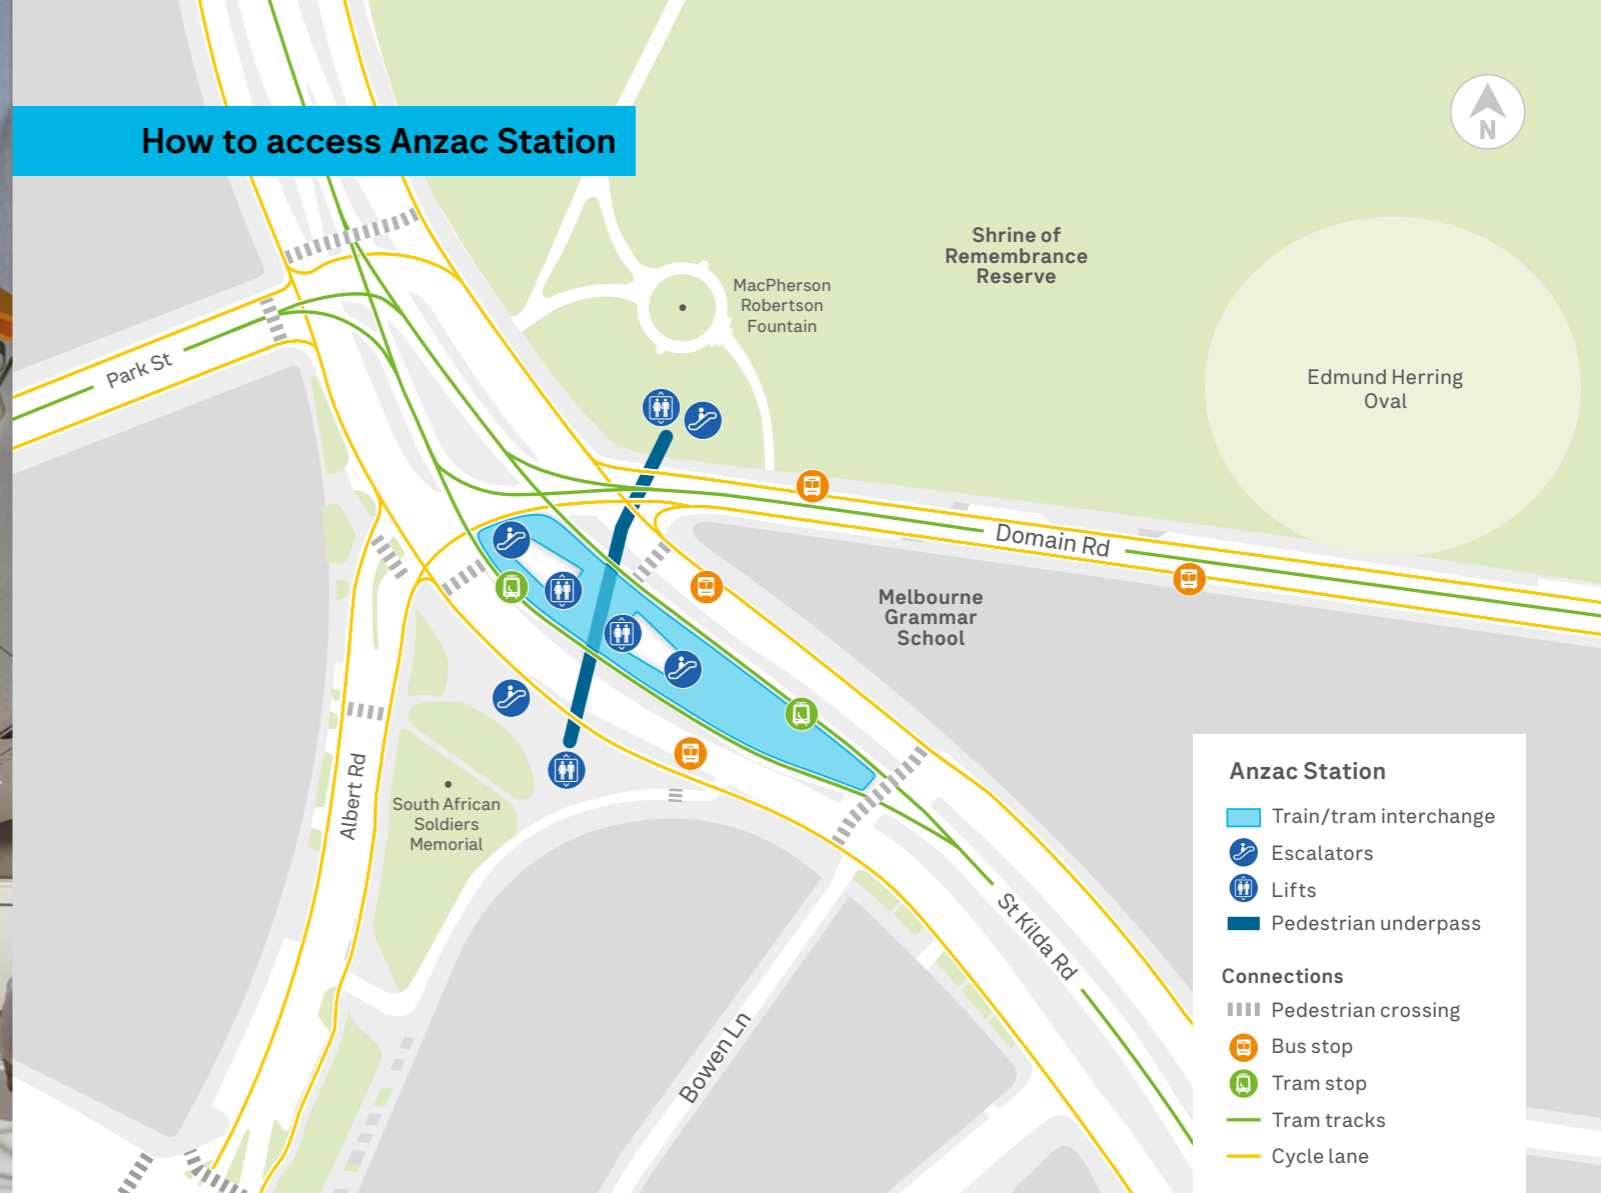 How to access Anzac Station
N
Shrine of
Remembrance
Reserve
MacPherson
Robertson
Fountain
Edmund Herring
Oval
Park St
Domain Rd
Melbourne
Grammar
School
Albert Rd
South African
Soldiers
Memorial
St Kilda Rd
Bowen Ln
Anzac Station
Train/tram interchange
Escalators
Lifts
Pedestrian underpass
Connections
Pedestrian crossing
Bus stop
Tram stop
Tram tracks
Cycle lane